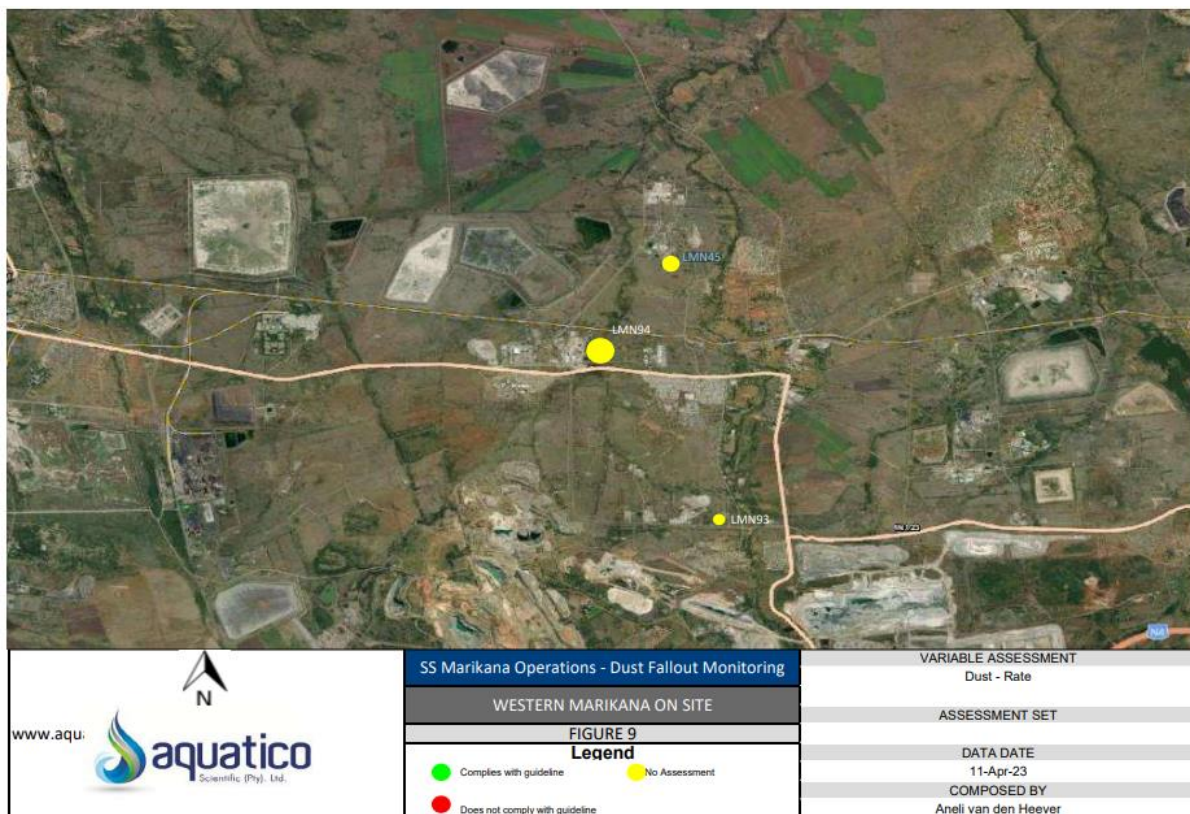 LMN45
LMN94
LMN93
N4
N
www.aqu
aquatico
Scientific (Pty). Ltd.
SS Marikana Operations - Dust Fallout Monitoring
WESTERN MARIKANA ON SITE
FIGURE 9
Legend
Complies with guideline
No Assessment
Does not comply with guideline
VARIABLE ASSESSMENT
Dust - Rate
ASSESSMENT SET
DATA DATE
11-Apr-23
COMPOSED BY
Aneli van den Heever